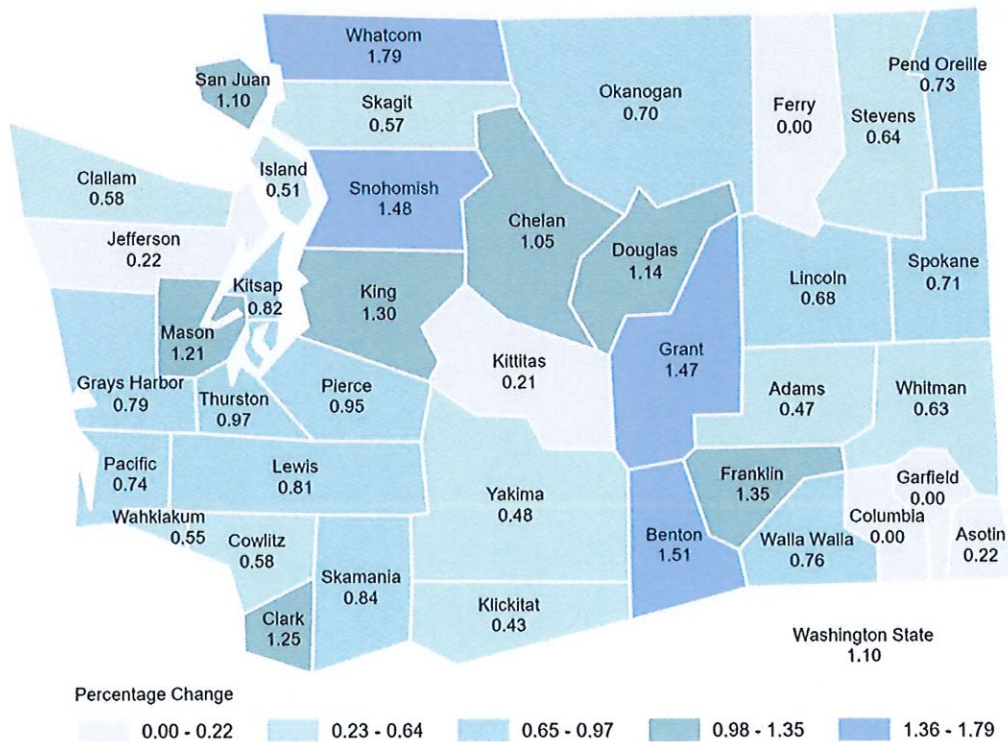 Whatcom
1.79
San Juan
1.10
Skagit
0.57
Okanogan
0.70
Ferry
0.00
Stevens
0.64
Pend Oreille
0.73
Clallam
0.58
Island
0.51
Snohomish
1.48
Chelan
1.05
Douglas
1.14
Jefferson
0.22
Kitsap
0.82
King
1.30
Lincoln
0.68
Spokane
0.71
Mason
1.21
Kittitas
0.21
Grant
1.47
Grays Harbor
0.79
Thurston
0.97
Pierce
0.95
Adams
0.47
Whitman
0.63
Pacific
0.74
Lewis
0.81
Yakima
0.48
Franklin
1.35
Garfield
0.00
Columbia
0.00
Asotin
0.22
Wahklakum
0.55
Cowlitz
0.58
Skamania
0.84
Benton
1.51
Walla Walla
0.76
Clark
1.25
Klickitat
0.43
Washington State
1.10
Percentage Change
0.00 - 0.22
0.23 - 0.64
0.65 - 0.97
0.98 - 1.35
1.36 - 1.79